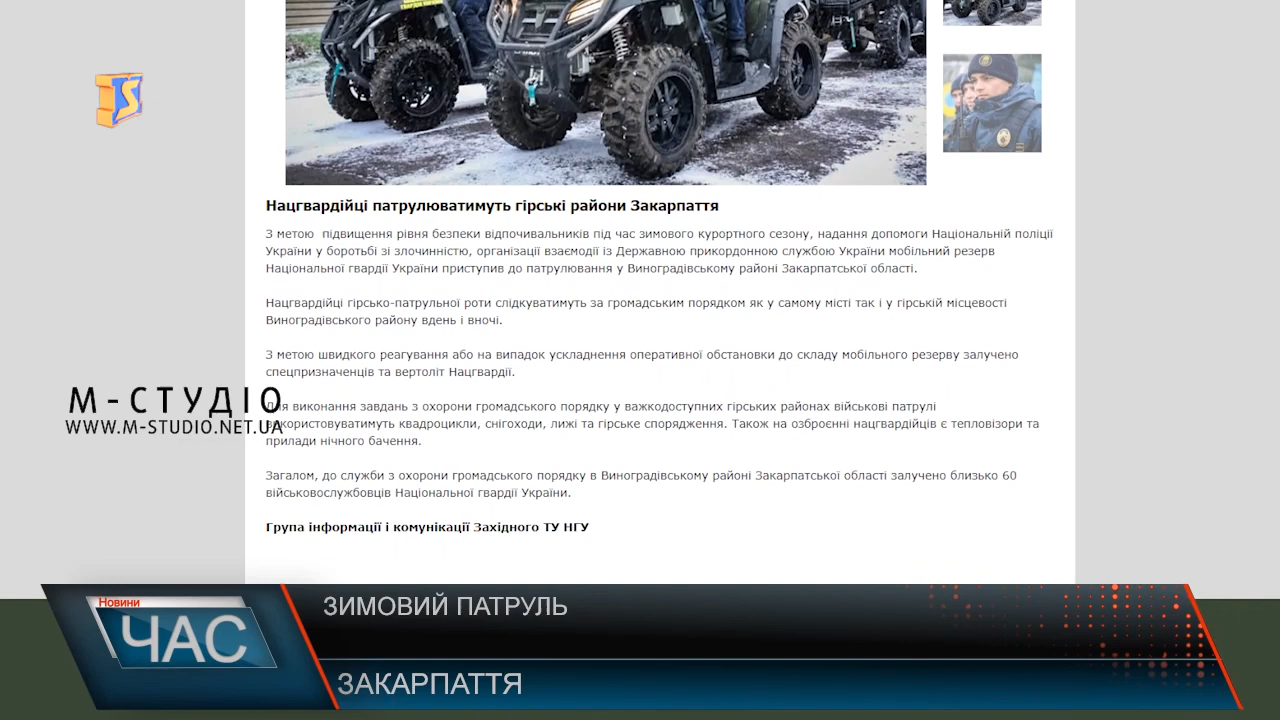 Нацгвардійці патрулюватимуть гірські райони Закарпаття
З метою підвищення рівня безпеки відпочивальників під час зимового курортного сезону, надання допомоги Національній поліції
України у боротьбі зі злочинністю, організації взаємодії із Державною прикордонною службою України мобільний резерв
Національної гвардії України приступив до патрулювання у Виноградівському районі Закарпатської області.
Нацгвардійці гірсько-патрульної роти слідкуватимуть за громадським порядком як у самому місті так і у гірській місцевості
Виноградівського району вдень і вночі.
З метою швидкого реагування або на випадок ускладнення оперативної обстановки до складу мобільного резерву залучено
спецпризначенців та вертоліт Нацгвардії.
М-СТУДІО
WWW.M-STUDIO.NET.UA
Для виконання завдань з охорони громадського порядку у важкодоступних гірських районах військові патрулі
використовуватимуть квадроцикли, снігоходи, лижі та гірське спорядження. Також на озброєнні нацгвардійців є тепловізори та
прилади нічного бачення.
Загалом, до служби з охорони громадського порядку в Виноградівському районі Закарпатської області залучено близько 60
військовослужбовців Національної гвардії України.
Група інформації і комунікації Західного ТУ НГУ
Новини
ЧАС
ЗИМОВИЙ ПАТРУЛЬ
ЗАКАРПАТТЯ